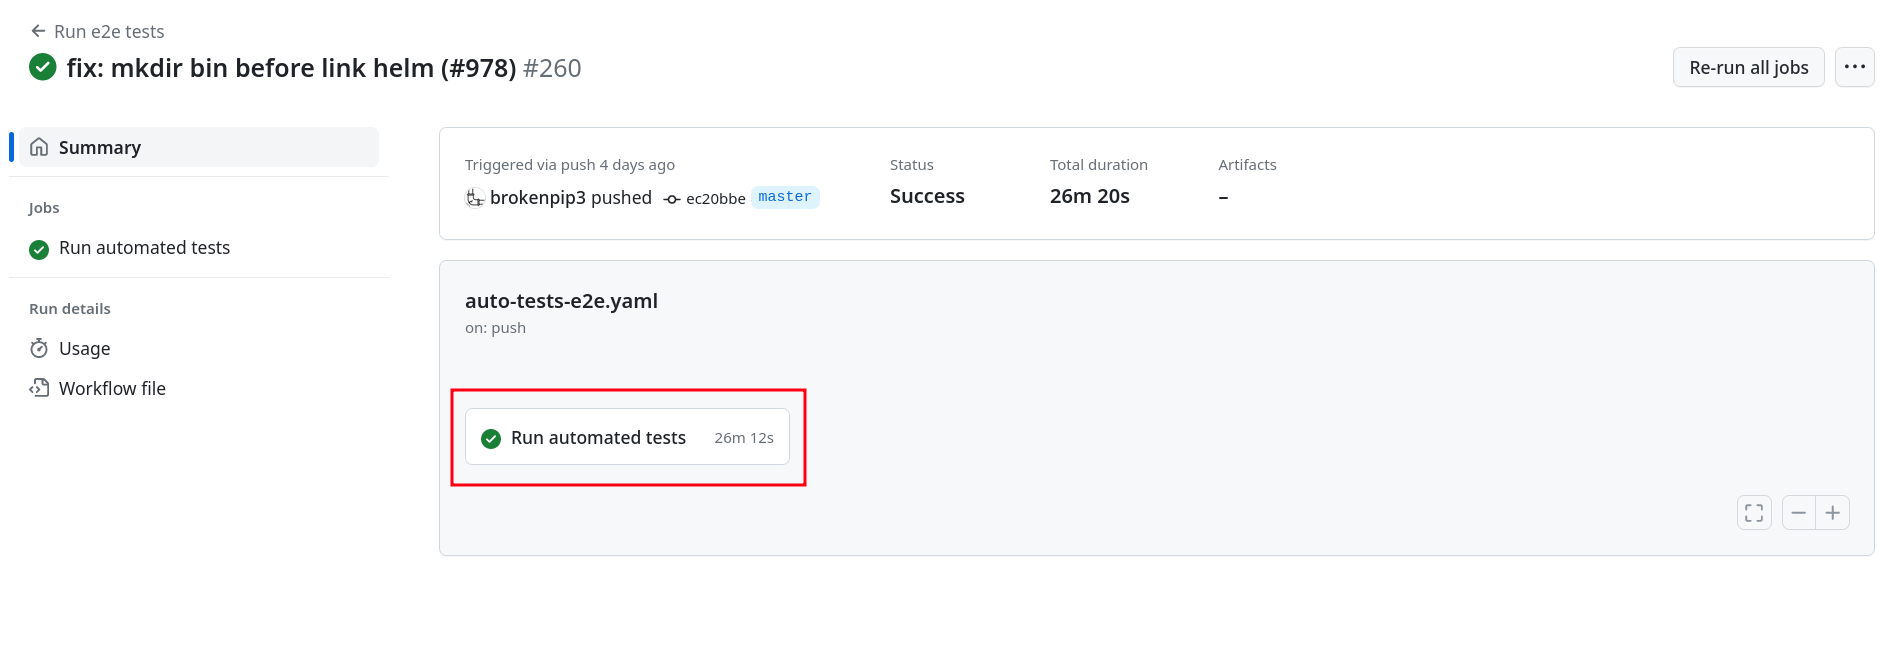 Run e2e tests
fix: mkdir bin before link helm (#978) #260
Re-run all jobs
Summary
Jobs
Run automated tests
Run details
Usage
Workflow file
Triggered via push 4 days ago
brokenpip3 pushed ec20bbe master
Status
Success
Total duration
26m 20s
Artifacts
–
auto-tests-e2e.yaml
on: push
Run automated tests 26m 12s